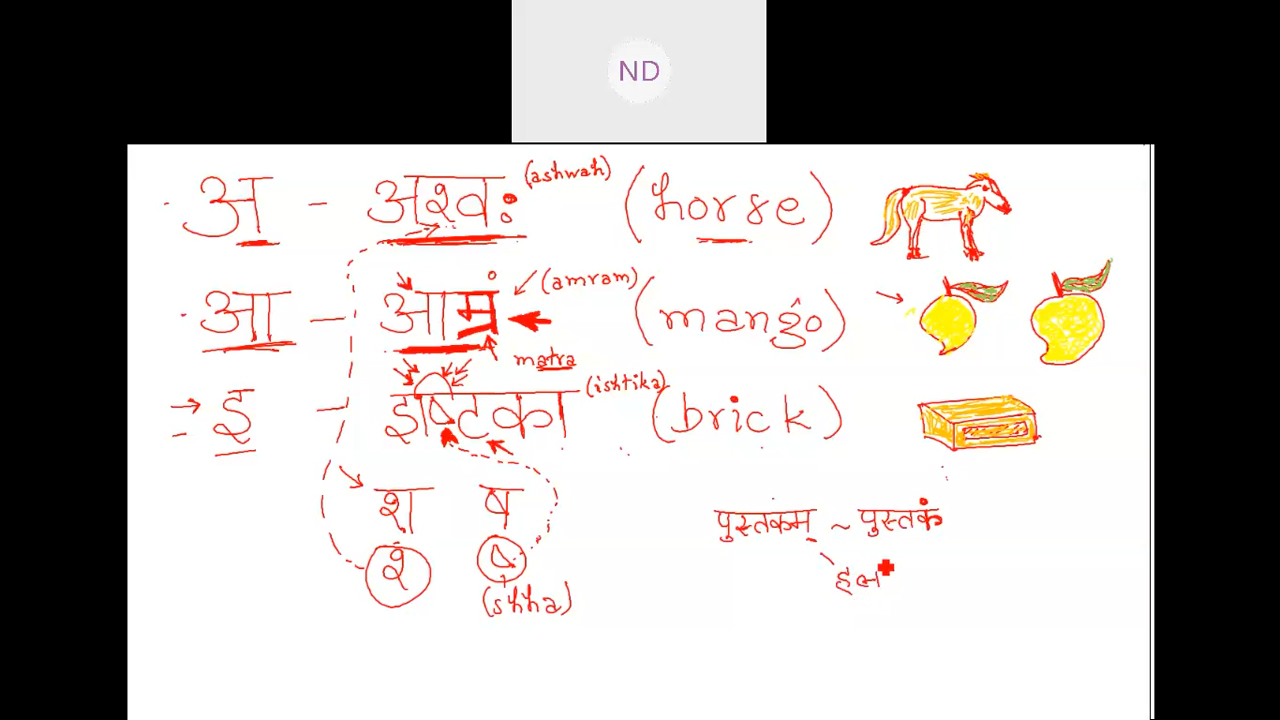 ND
अ - अश्वः (ashwah) (horse)
आ - आम्रं (amram) (mango)
matra
इ - इष्टिका (ishtika) (brick)
श ष
श् ष्
(shha)
पुस्तकम् ~ पुस्तकं
हल